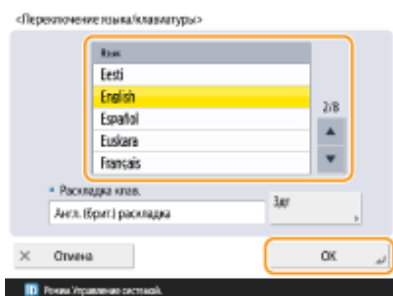 <Переключение языка/клавиатуры>
Язык
Eesti
English
Español
Euskara
Français
2/8
Раскладка клав.
Англ. (брит.) раскладка
× Отмена
OK
Режим Управление системой.